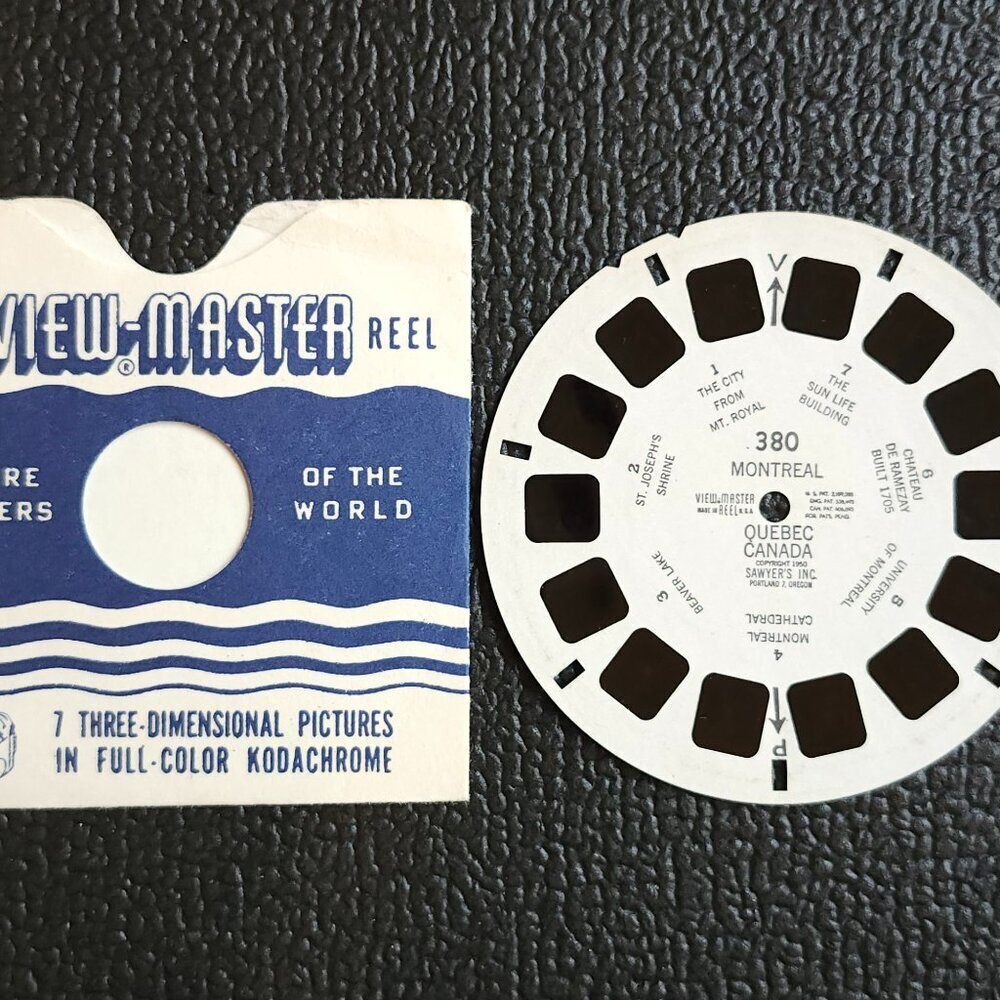 VIEW-MASTER REEL
®
RE OF THE
ERS WORLD
7 THREE-DIMENSIONAL PICTURES
IN FULL-COLOR KODACHROME
V
1
THE CITY
FROM
MT. ROYAL
7
THE
SUN LIFE
BUILDING
380
MONTREAL
2
ST. JOSEPH'S
SHRINE
6
CHATEAU
DE RAMEZAY
BUILT 1705
VIEW-MASTER
MADE IN REEL U.S.A.
QUEBEC
CANADA
COPYRIGHT 1950
SAWYER'S INC.
PORTLAND 7, OREGON
3
BEAVER LAKE
5
UNIVERSITY
OF MONTREAL
4
MONTREAL
CATHEDRAL
P